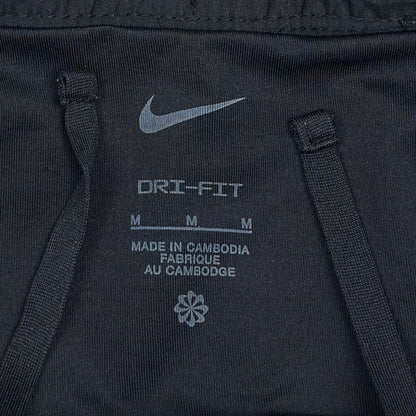 DRI-FIT
M M M
MADE IN CAMBODIA
FABRIQUE
AU CAMBODGE